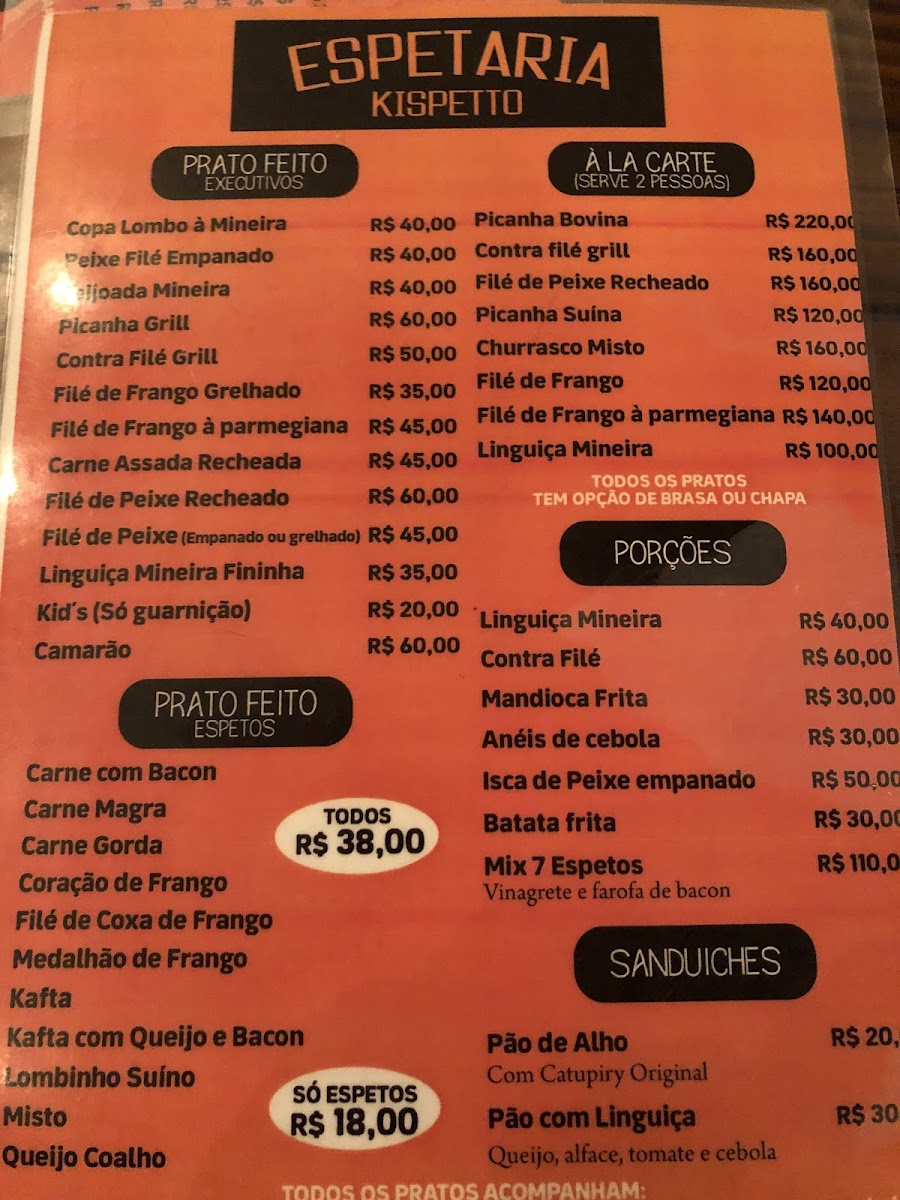 ESPETARIA
KISPETTO
PRATO FEITO
EXECUTIVOS
Copa Lombo à Mineira R$ 40,00
Peixe Filé Empanado R$ 40,00
Feijoada Mineira R$ 40,00
Picanha Grill R$ 60,00
Contra Filé Grill R$ 50,00
Filé de Frango Grelhado R$ 35,00
Filé de Frango à parmegiana R$ 45,00
Carne Assada Recheada R$ 45,00
Filé de Peixe Recheado R$ 60,00
Filé de Peixe (Empanado ou grelhado) R$ 45,00
Linguiça Mineira Fininha R$ 35,00
Kid´s (Só guarnição) R$ 20,00
Camarão R$ 60,00
PRATO FEITO
ESPETOS
Carne com Bacon
Carne Magra
Carne Gorda
Coração de Frango
Filé de Coxa de Frango
Medalhão de Frango
Kafta
Kafta com Queijo e Bacon
Lombinho Suíno
Misto
Queijo Coalho
TODOS
R$ 38,00
SÓ ESPETOS
R$ 18,00
À LA CARTE
(SERVE 2 PESSOAS)
Picanha Bovina R$ 220,00
Contra filé grill R$ 160,00
Filé de Peixe Recheado R$ 160,00
Picanha Suína R$ 120,00
Churrasco Misto R$ 160,00
Filé de Frango R$ 120,00
Filé de Frango à parmegiana R$ 140,00
Linguiça Mineira R$ 100,00
TODOS OS PRATOS
TEM OPÇÃO DE BRASA OU CHAPA
PORÇÕES
Linguiça Mineira R$ 40,00
Contra Filé R$ 60,00
Mandioca Frita R$ 30,00
Anéis de cebola R$ 30,00
Isca de Peixe empanado R$ 50,00
Batata frita R$ 30,00
Mix 7 Espetos R$ 110,0
Vinagrete e farofa de bacon
SANDUICHES
Pão de Alho R$ 20,
Com Catupiry Original
Pão com Linguiça R$ 30
Queijo, alface, tomate e cebola
TODOS OS PRATOS ACOMPANHAM: